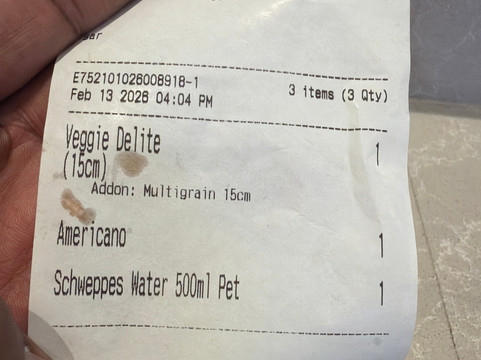 E752101026008918-1
Feb 13 2026 04:04 PM
3 items (3 Qty)
Veggie Delite 1
(15cm)
Addon: Multigrain 15cm
Americano 1
Schweppes Water 500ml Pet 1